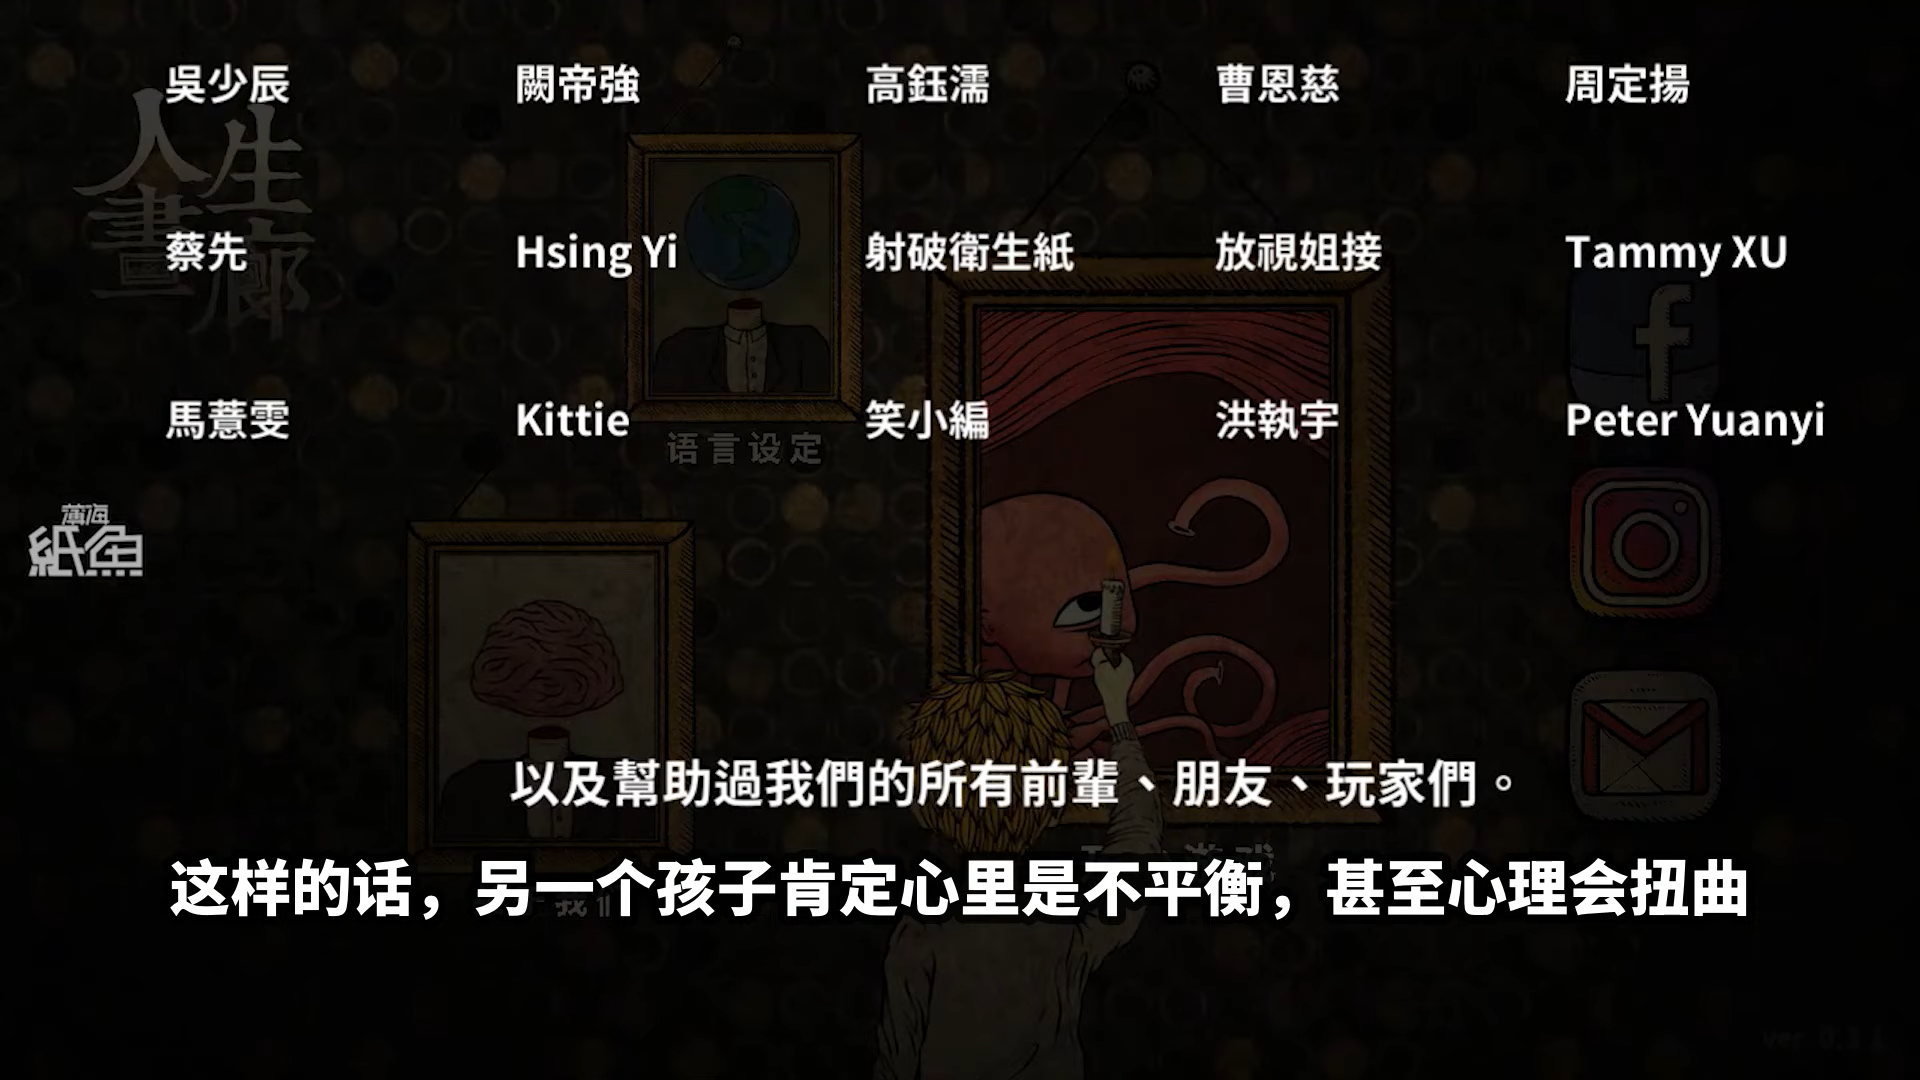 吳少辰 闕帝強 高鈺濡 曹恩慈 周定揚
人生畫廊
蔡先 Hsing Yi 射破衛生紙 放視姐接 Tammy XU
馬薏雯 Kittie 笑小編 洪執宇 Peter Yuanyi
语言设定
紙魚
以及幫助過我們的所有前輩、朋友、玩家們。
这样的话，另一个孩子肯定心里是不平衡，甚至心理会扭曲